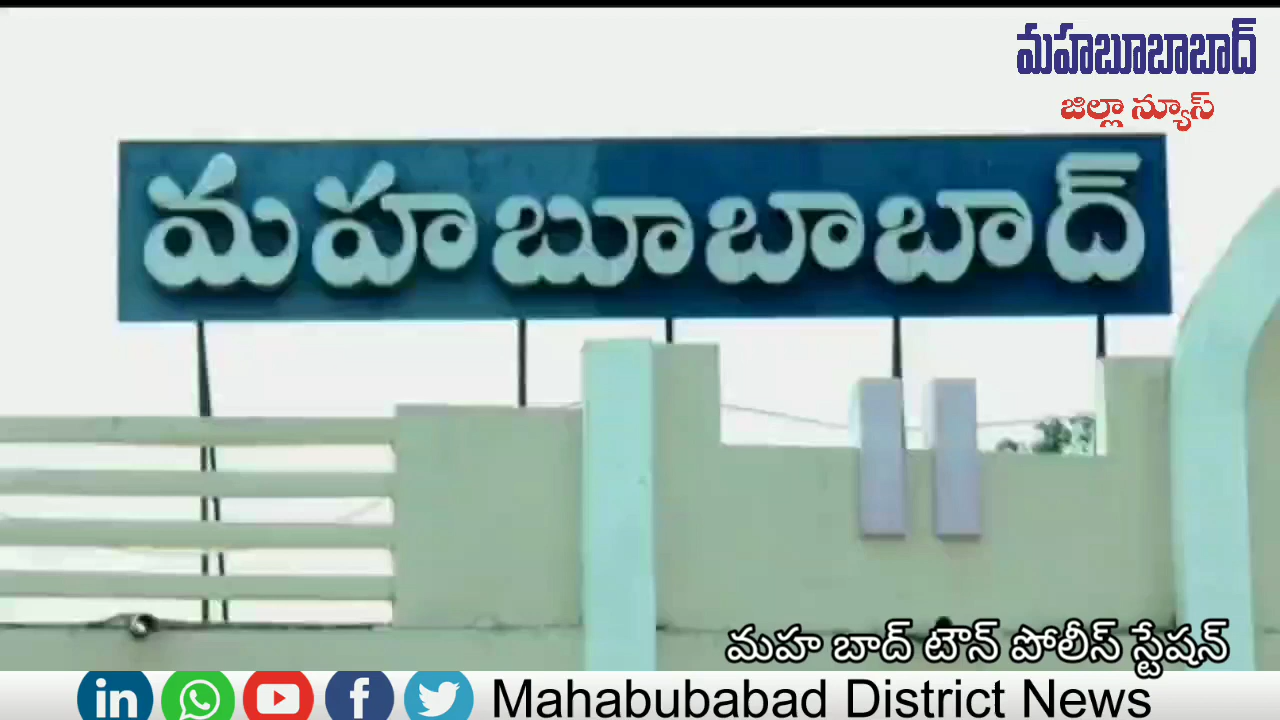 మహబూబాబాద్
జిల్లా న్యూస్
మహబూబాబాద్
మహ బాద్ టౌన్ పోలీస్ స్టేషన్
Mahabubabad District News